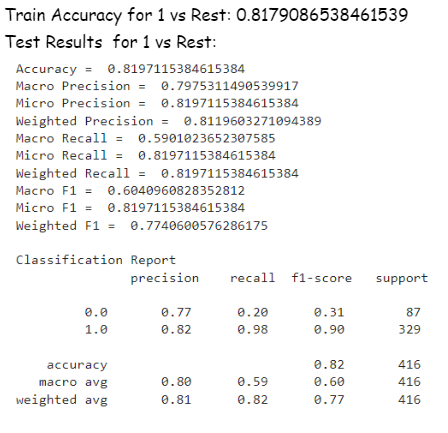 Train Accuracy for 1 vs Rest: 0.8179086538461539
Test Results for 1 vs Rest:
Accuracy = 0.8197115384615384
Macro Precision = 0.7975311490539917
Micro Precision = 0.8197115384615384
Weighted Precision = 0.8119603271094389
Macro Recall = 0.5901023652307585
Micro Recall = 0.8197115384615384
Weighted Recall = 0.8197115384615384
Macro F1 = 0.6040960828352812
Micro F1 = 0.8197115384615384
Weighted F1 = 0.7740600576286175
Classification Report
precision recall f1-score support
0.0 0.77 0.20 0.31 87
1.0 0.82 0.98 0.90 329
accuracy 0.82 416
macro avg 0.80 0.59 0.60 416
weighted avg 0.81 0.82 0.77 416